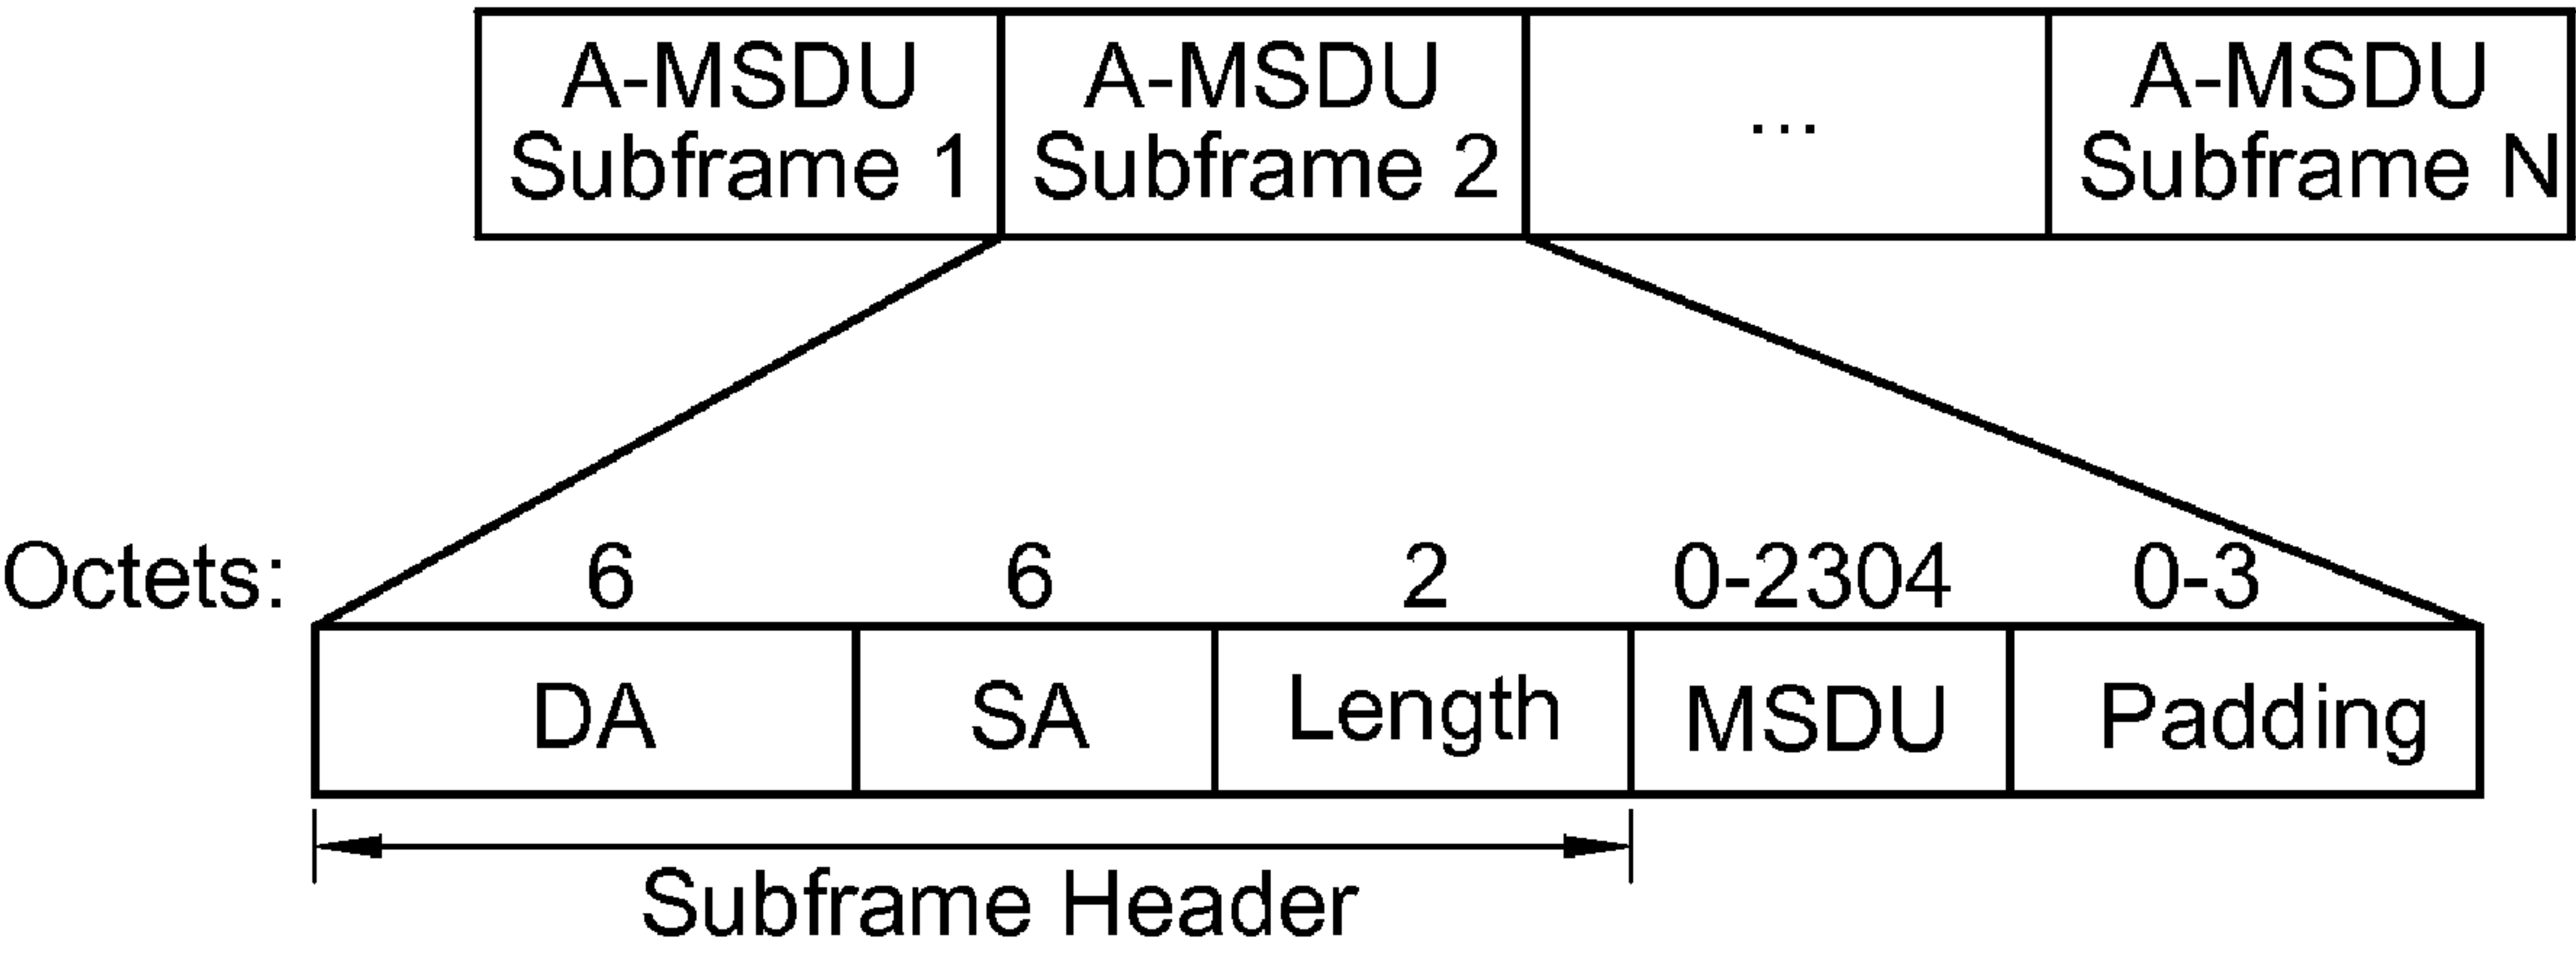 A-MSDU
Subframe 1
A-MSDU
Subframe 2
...
A-MSDU
Subframe N
Octets: 6 6 2 0-2304 0-3
DA SA Length MSDU Padding
Subframe Header